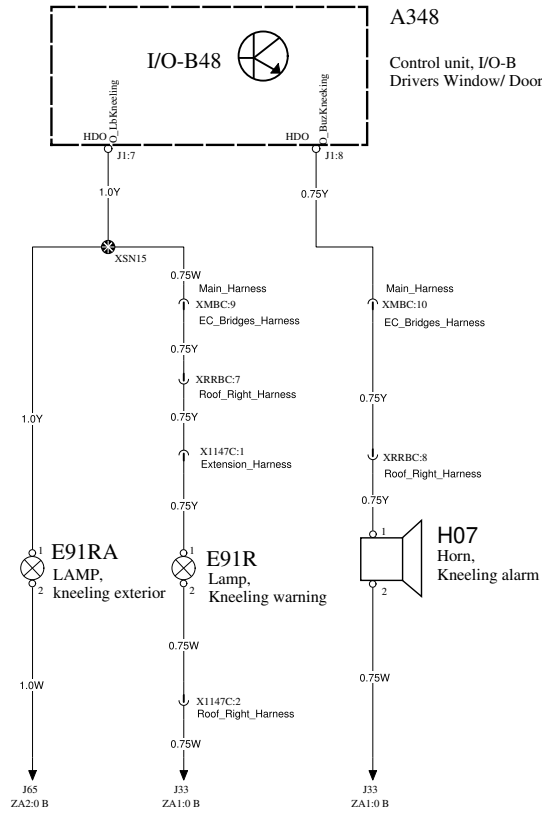 A348
I/O-B48
Control unit, I/O-B
Drivers Window/ Door
O_LbKneeling
O_BuzKneeking
HDO
HDO
J1:7
J1:8
1.0Y
0.75Y
XSN15
0.75W
Main_Harness
Main_Harness
XMBC:9
XMBC:10
EC_Bridges_Harness
EC_Bridges_Harness
0.75Y
XRRBC:7
Roof_Right_Harness
0.75Y
1.0Y
0.75Y
X1147C:1
XRRBC:8
Extension_Harness
Roof_Right_Harness
0.75Y
0.75Y
1
E91RA
1
E91R
1
H07
LAMP,
kneeling exterior
Lamp,
Kneeling warning
Horn,
Kneeling alarm
2
2
2
0.75W
1.0W
0.75W
X1147C:2
Roof_Right_Harness
0.75W
J65
J33
J33
ZA2:0 B
ZA1:0 B
ZA1:0 B